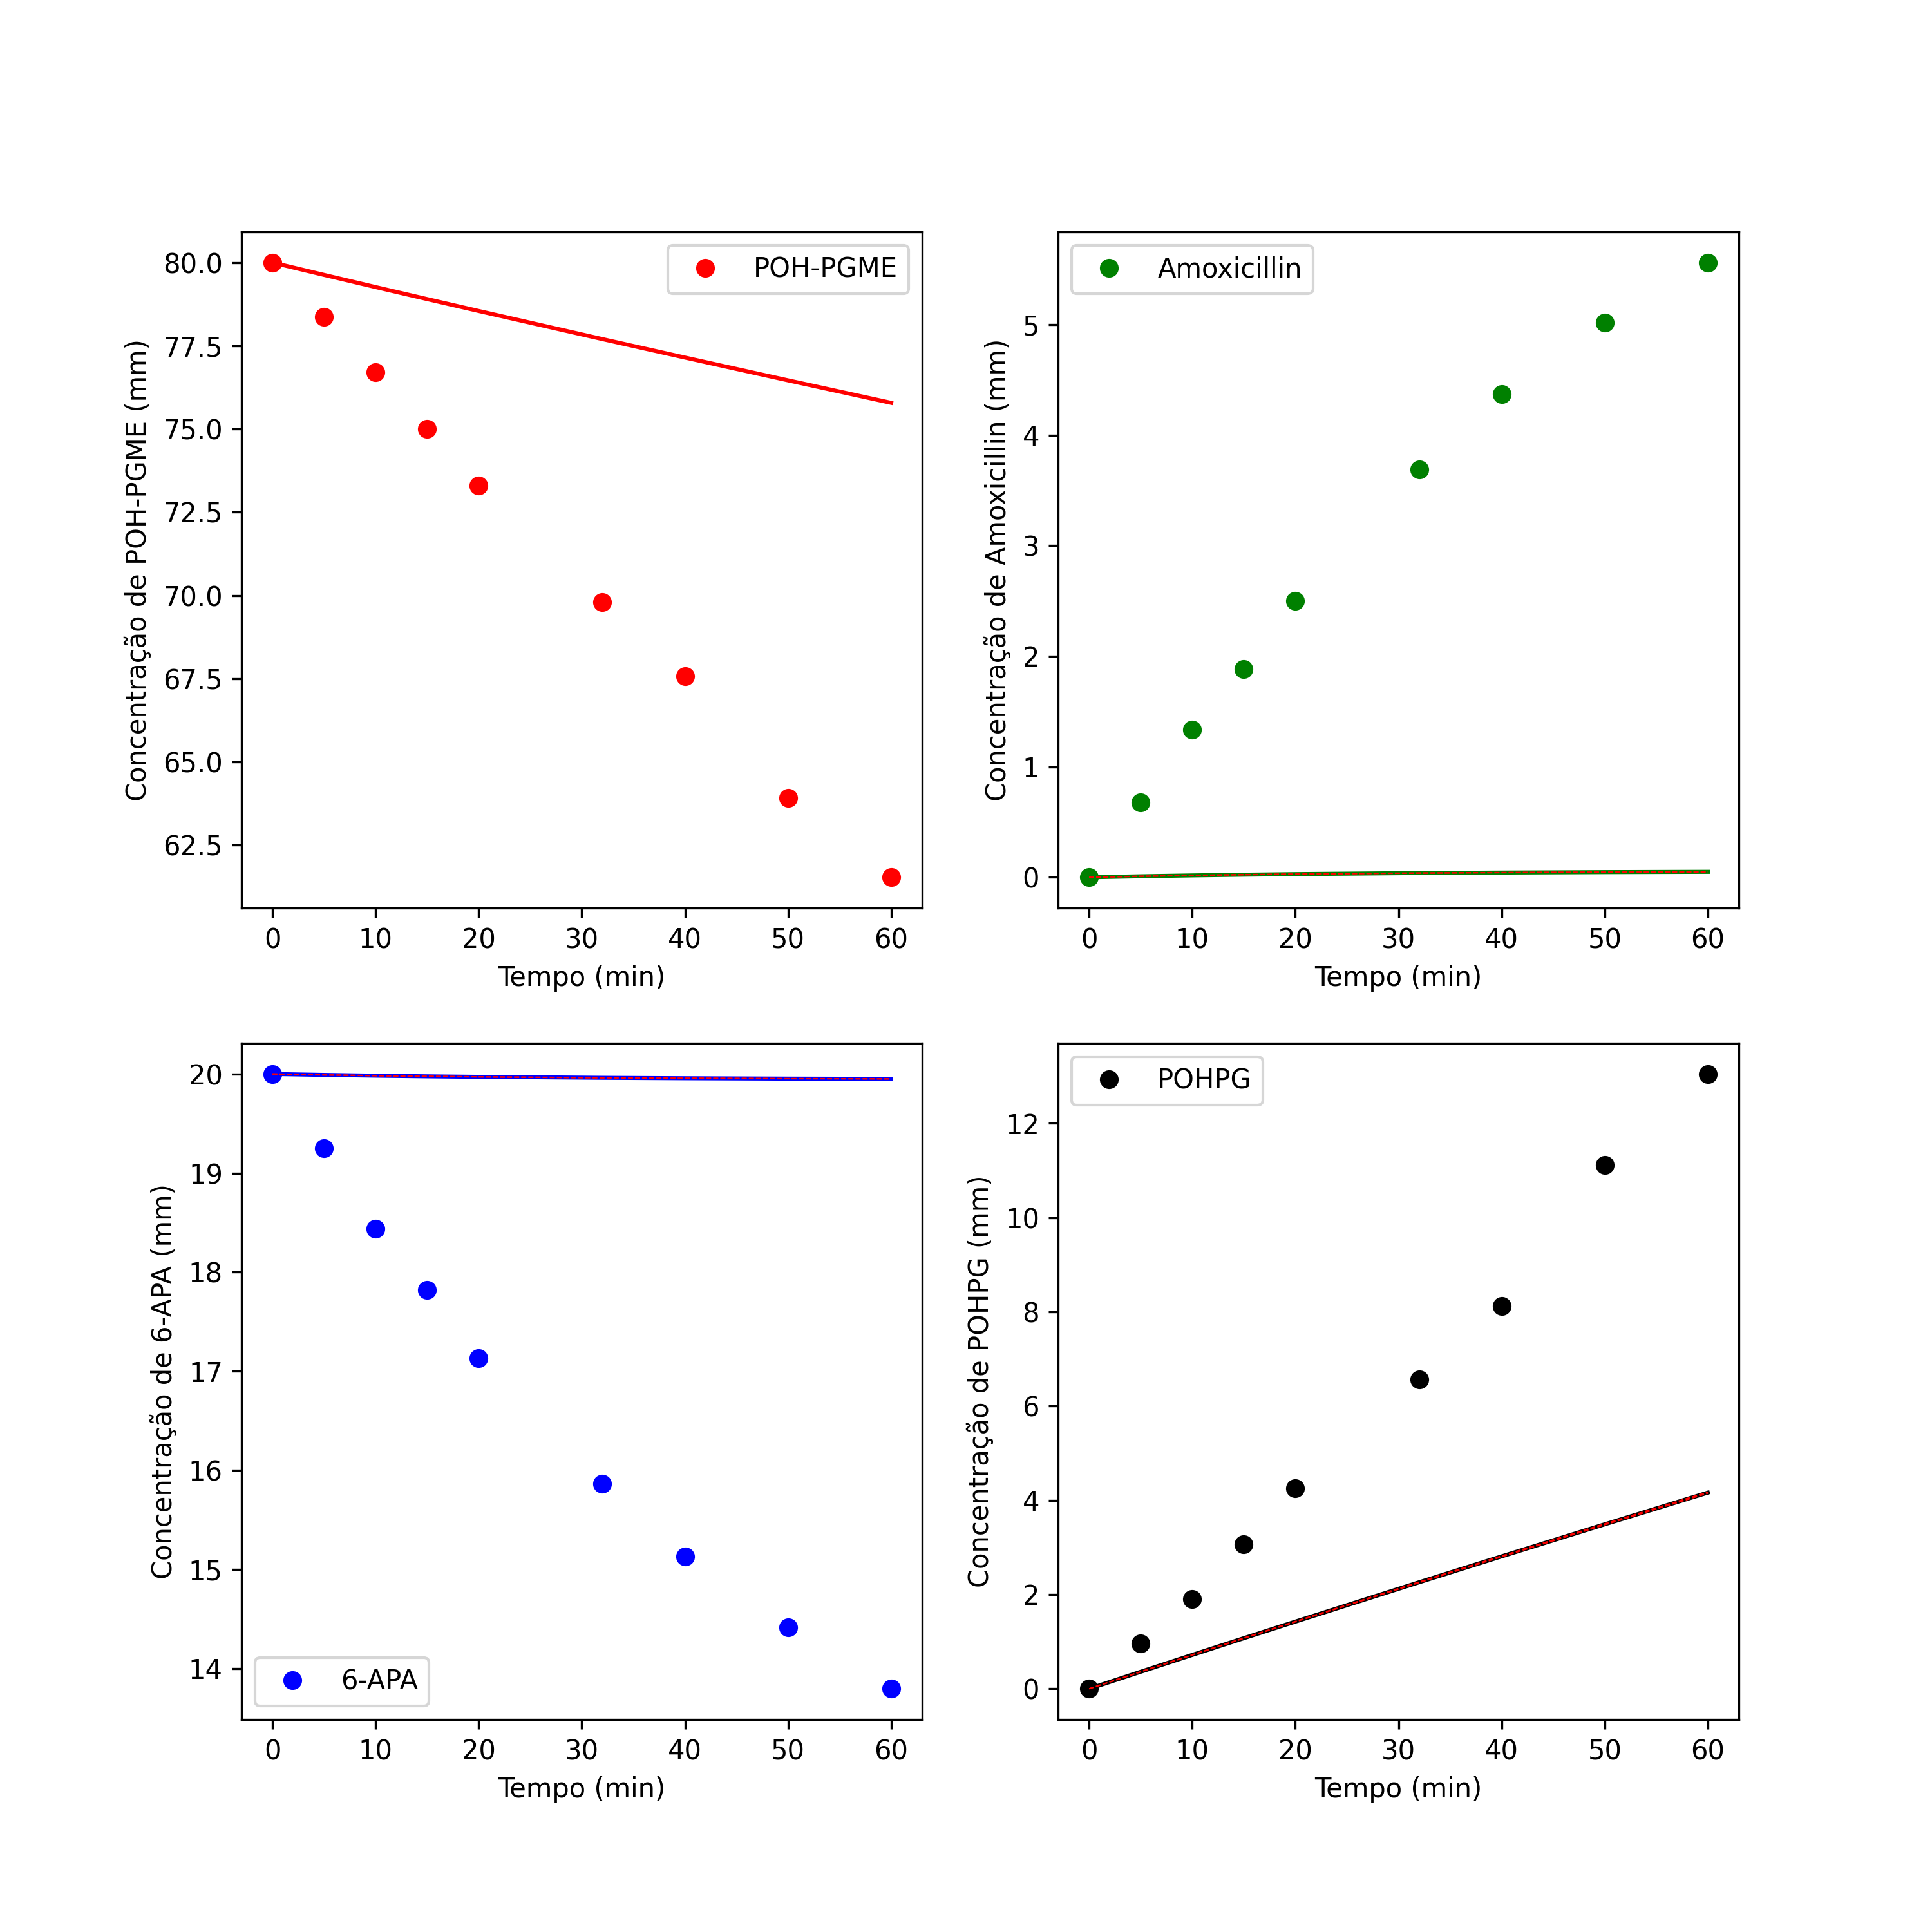 POH-PGME
80.0
77.5
75.0
72.5
70.0
67.5
65.0
62.5
Concentração de POH-PGME (mm)
0 10 20 30 40 50 60
Tempo (min)
Amoxicillin
5
4
3
2
1
0
Concentração de Amoxicillin (mm)
0 10 20 30 40 50 60
Tempo (min)
20
19
18
17
16
15
14
Concentração de 6-APA (mm)
6-APA
0 10 20 30 40 50 60
Tempo (min)
POHPG
12
10
8
6
4
2
0
Concentração de POHPG (mm)
0 10 20 30 40 50 60
Tempo (min)